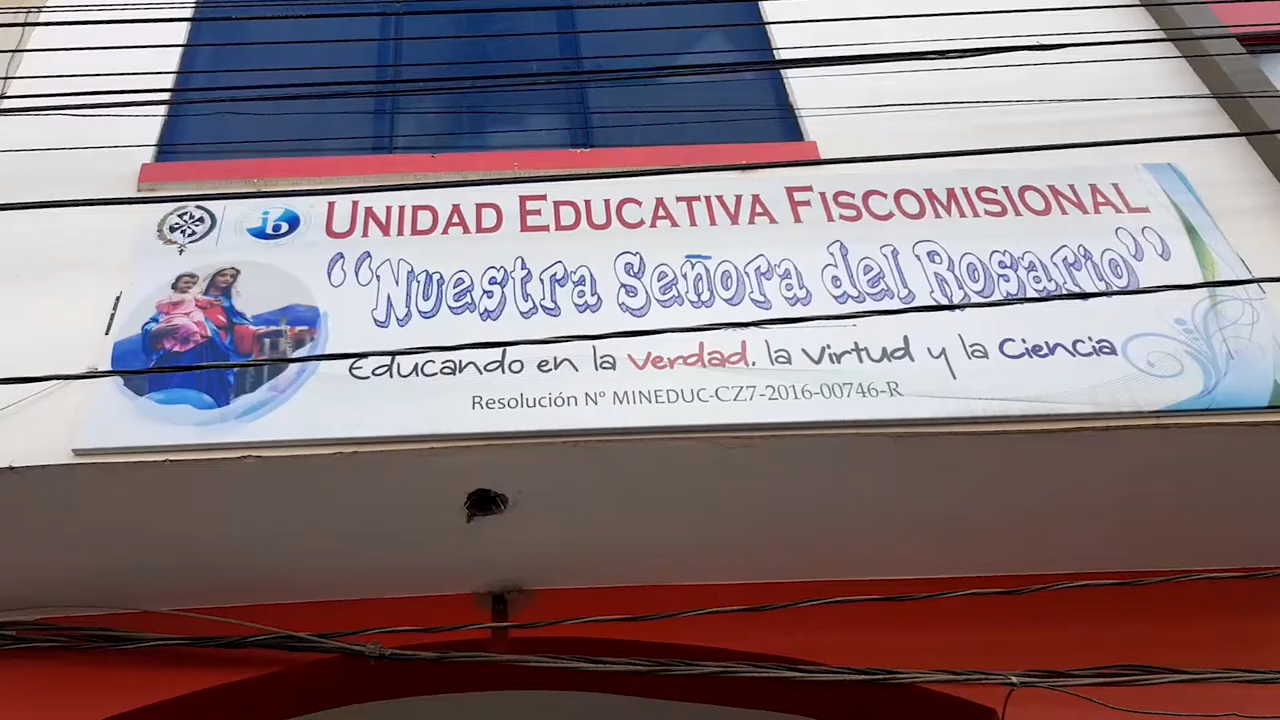 ib
UNIDAD EDUCATIVA FISCOMISIONAL
“Nuestra Señora del Rosario”
Educando en la Verdad, la Virtud y la Ciencia
Resolución N° MINEDUC-CZ7-2016-00746-R